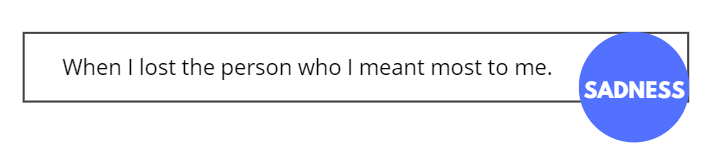 When I lost the person who I meant most to me.
SADNESS